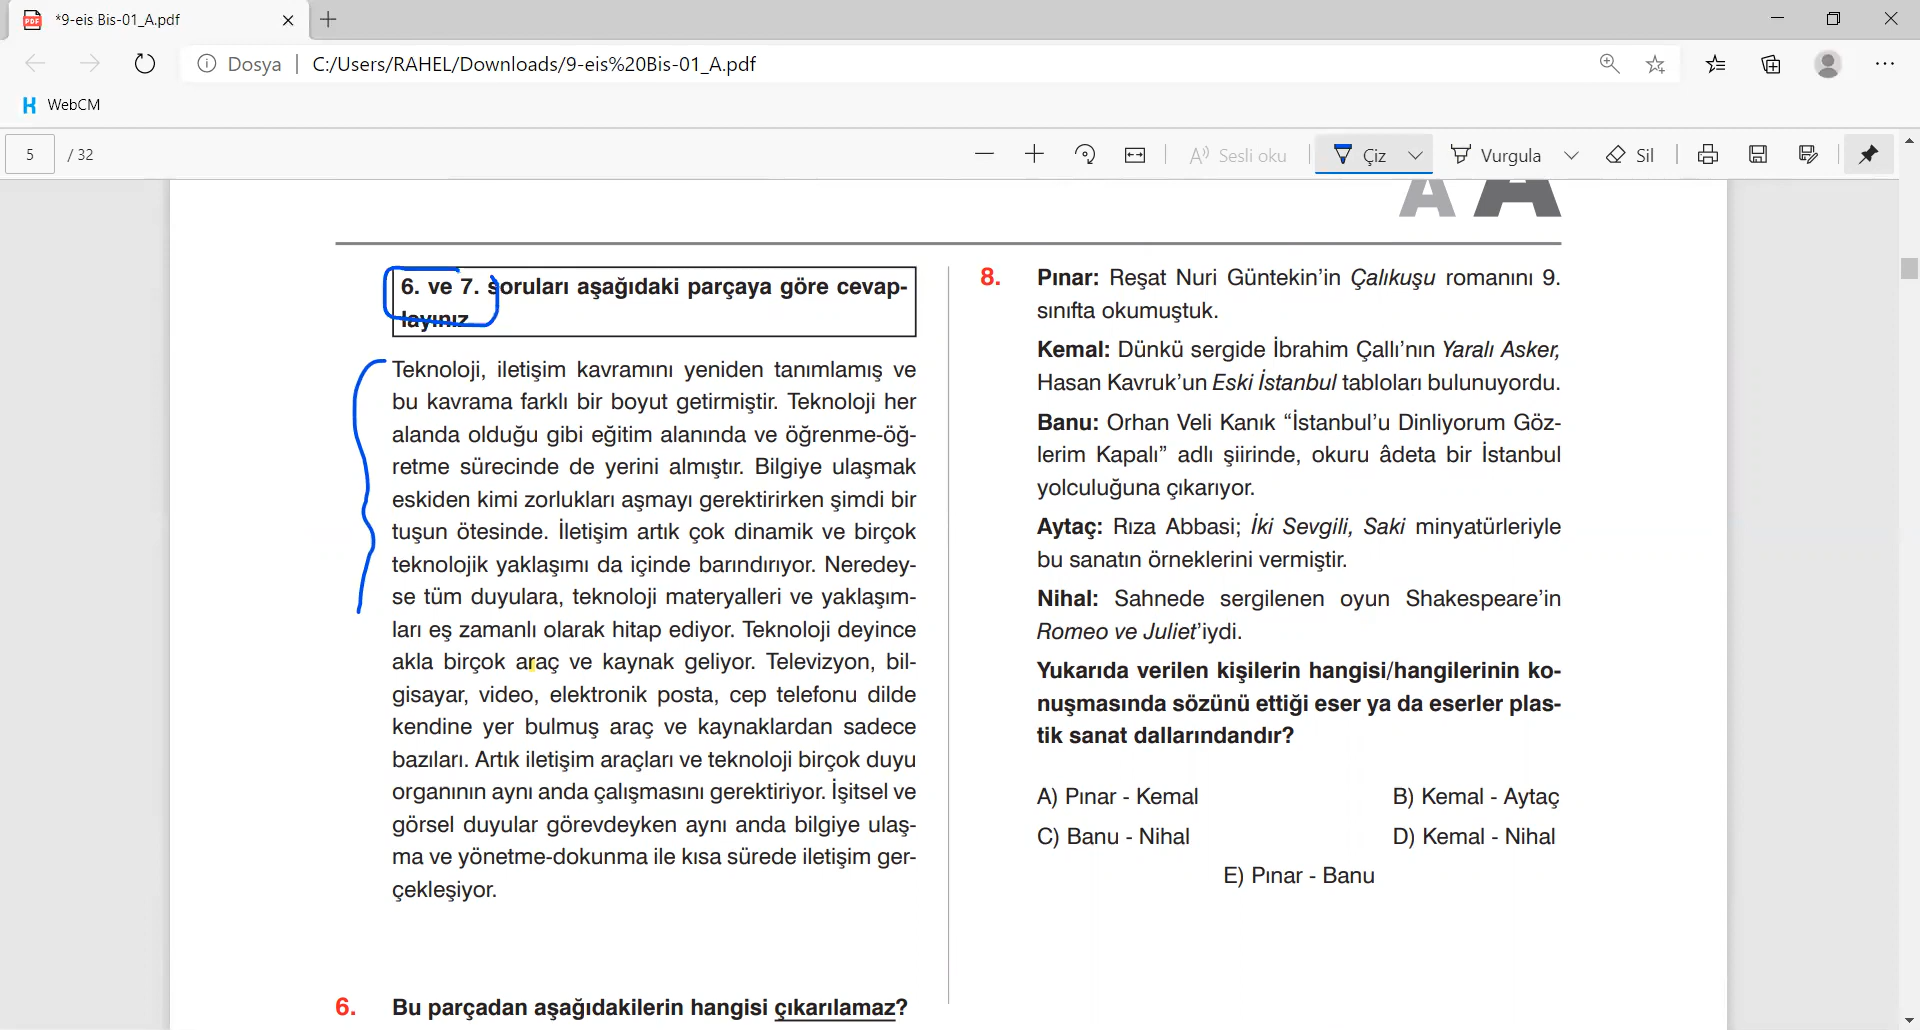 *9-eis Bis-01_A.pdf
Dosya | C:/Users/RAHEL/Downloads/9-eis%20Bis-01_A.pdf
WebCM
5 / 32
Sesli oku
Çiz
Vurgula
Sil
A A
6. ve 7. soruları aşağıdaki parçaya göre cevap-
layınız.
Teknoloji, iletişim kavramını yeniden tanımlamış ve
bu kavrama farklı bir boyut getirmiştir. Teknoloji her
alanda olduğu gibi eğitim alanında ve öğrenme-öğ-
retme sürecinde de yerini almıştır. Bilgiye ulaşmak
eskiden kimi zorlukları aşmayı gerektirirken şimdi bir
tuşun ötesinde. İletişim artık çok dinamik ve birçok
teknolojik yaklaşımı da içinde barındırıyor. Neredey-
se tüm duyulara, teknoloji materyalleri ve yaklaşım-
ları eş zamanlı olarak hitap ediyor. Teknoloji deyince
akla birçok araç ve kaynak geliyor. Televizyon, bil-
gisayar, video, elektronik posta, cep telefonu dilde
kendine yer bulmuş araç ve kaynaklardan sadece
bazıları. Artık iletişim araçları ve teknoloji birçok duyu
organının aynı anda çalışmasını gerektiriyor. İşitsel ve
görsel duyular görevdeyken aynı anda bilgiye ulaş-
ma ve yönetme-dokunma ile kısa sürede iletişim ger-
çekleşiyor.
6. Bu parçadan aşağıdakilerin hangisi çıkarılamaz?
8. Pınar: Reşat Nuri Güntekin'in Çalıkuşu romanını 9.
sınıfta okumuştuk.
Kemal: Dünkü sergide İbrahim Çallı'nın Yaralı Asker,
Hasan Kavruk'un Eski İstanbul tabloları bulunuyordu.
Banu: Orhan Veli Kanık “İstanbul'u Dinliyorum Göz-
lerim Kapalı” adlı şiirinde, okuru âdeta bir İstanbul
yolculuğuna çıkarıyor.
Aytaç: Rıza Abbasi; İki Sevgili, Saki minyatürleriyle
bu sanatın örneklerini vermiştir.
Nihal: Sahnede sergilenen oyun Shakespeare'in
Romeo ve Juliet'iydi.
Yukarıda verilen kişilerin hangisi/hangilerinin ko-
nuşmasında sözünü ettiği eser ya da eserler plas-
tik sanat dallarındandır?
A) Pınar - Kemal
B) Kemal - Aytaç
C) Banu - Nihal
D) Kemal - Nihal
E) Pınar - Banu